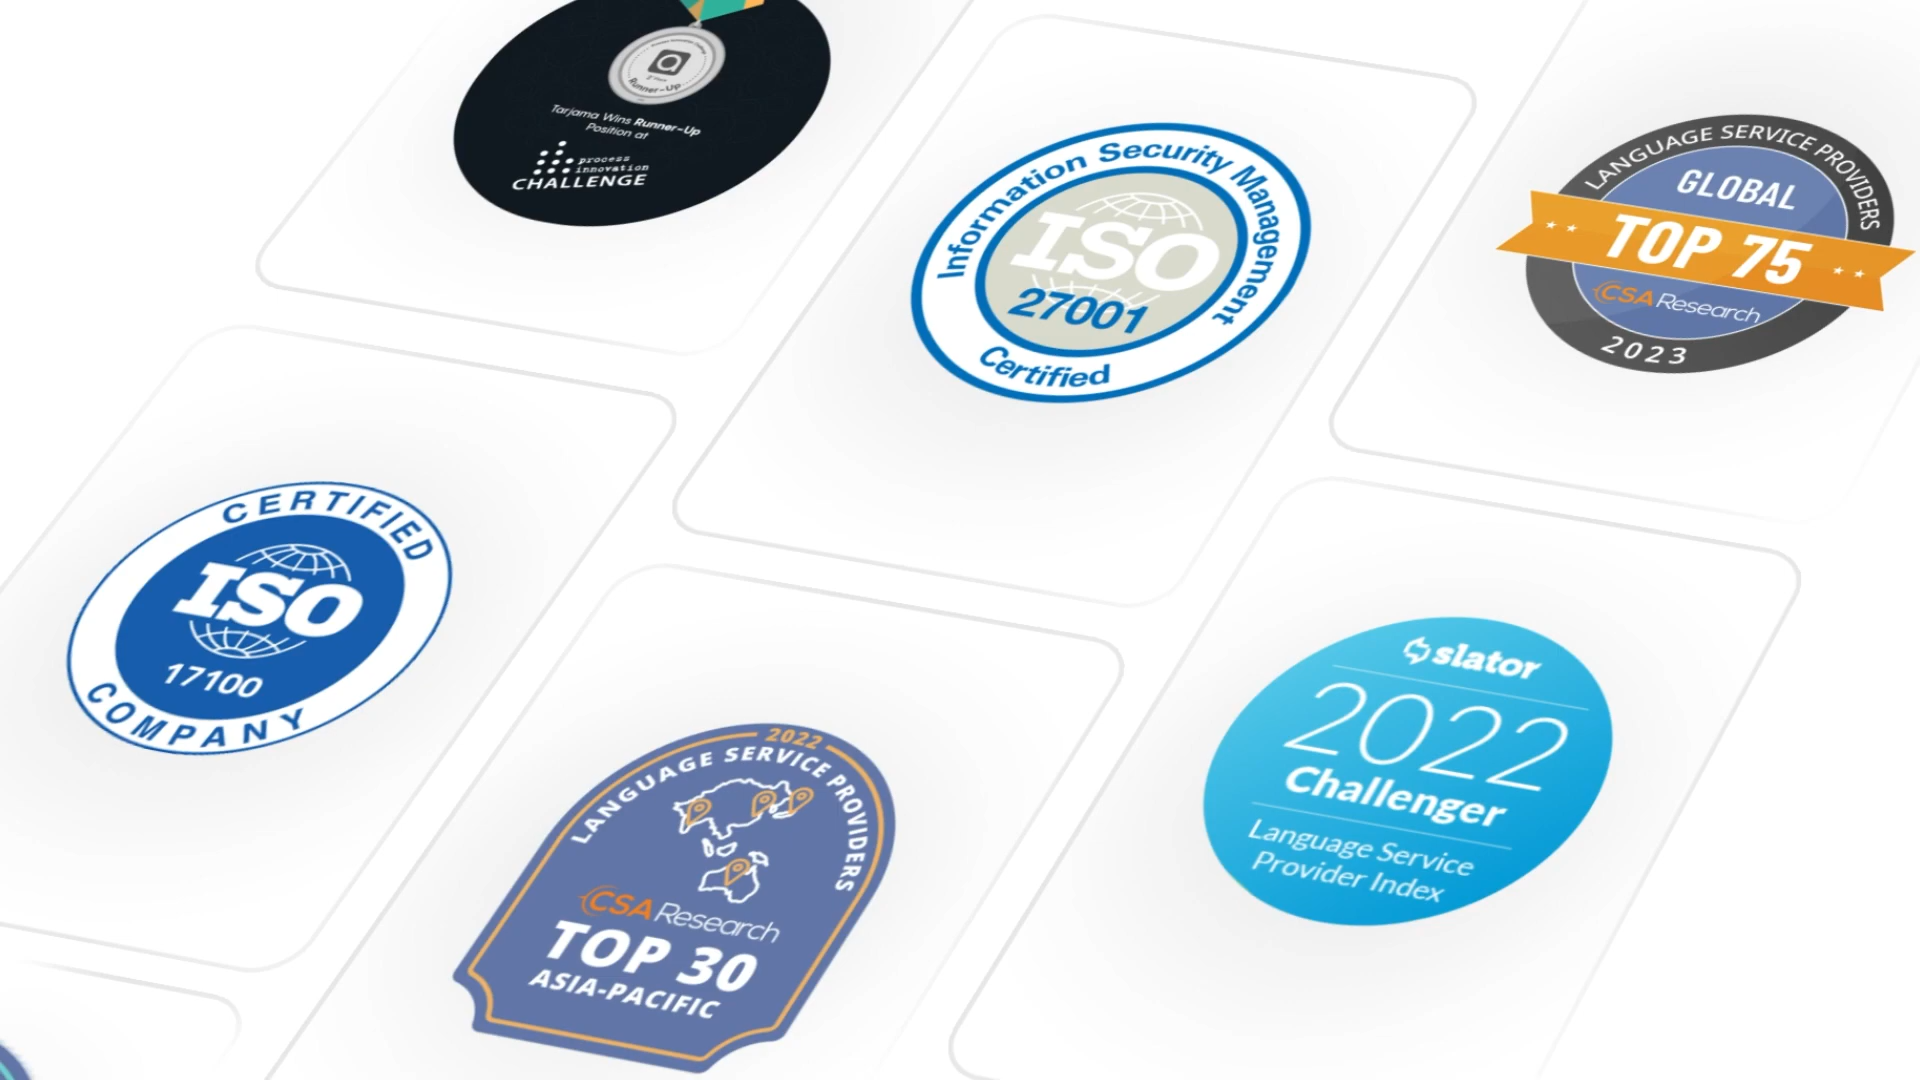 Runner-Up
Tarjama Wins Runner-Up
Position at
process
innovation
CHALLENGE
Information Security Management
ISO
27001
Certified
LANGUAGE SERVICE PROVIDERS
GLOBAL
TOP 75
CSA Research
2023
CERTIFIED
ISO
17100
COMPANY
2022
LANGUAGE SERVICE PROVIDERS
CSA Research
TOP 30
ASIA-PACIFIC
slator
2022
Challenger
Language Service
Provider Index